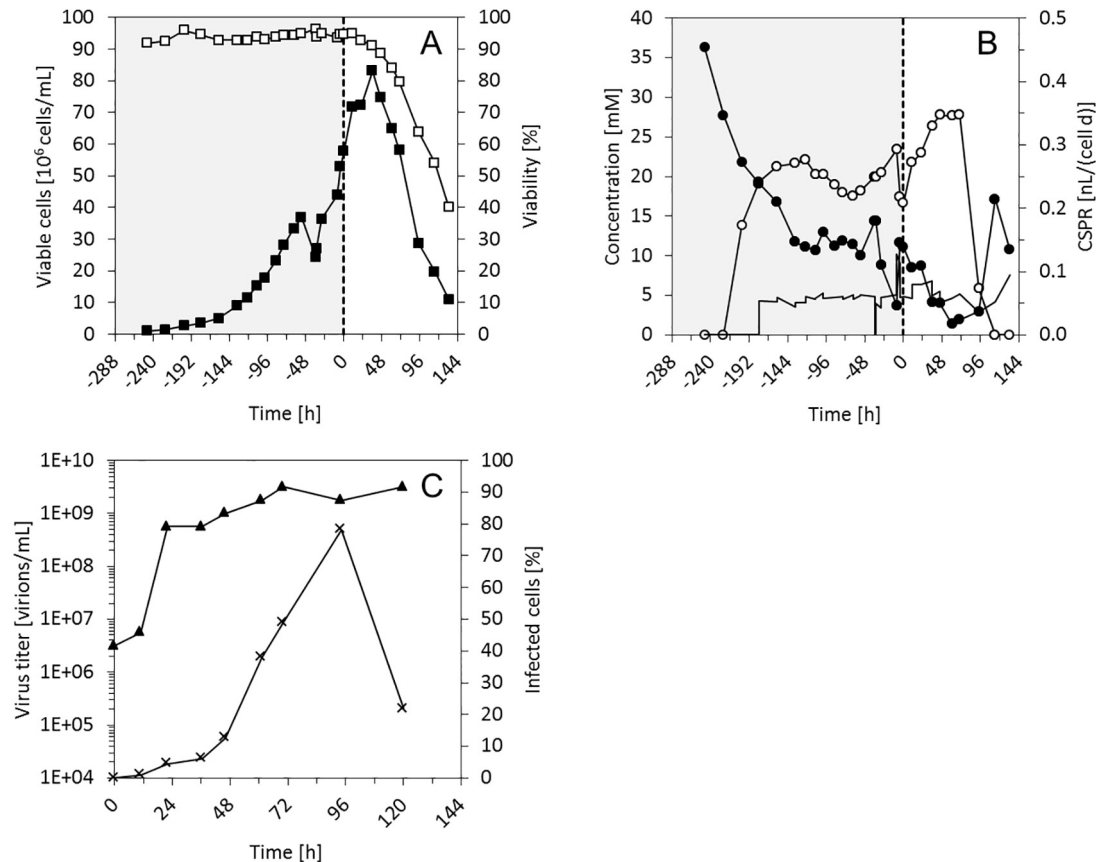 A
100
90
80
70
60
50
40
30
20
10
0
Viable cells [10⁶ cells/mL]
100
90
80
70
60
50
40
30
20
10
0
Viability [%]
-288 -240 -192 -144 -96 -48 0 48 96 144
Time [h]
B
40
35
30
25
20
15
10
5
0
Concentration [mM]
0.5
0.4
0.3
0.2
0.1
0.0
CSPR [nL/(cell d)]
-288 -240 -192 -144 -96 -48 0 48 96 144
Time [h]
C
1E+10
1E+09
1E+08
1E+07
1E+06
1E+05
1E+04
Virus titer [virions/mL]
100
90
80
70
60
50
40
30
20
10
0
Infected cells [%]
0 24 48 72 96 120 144
Time [h]